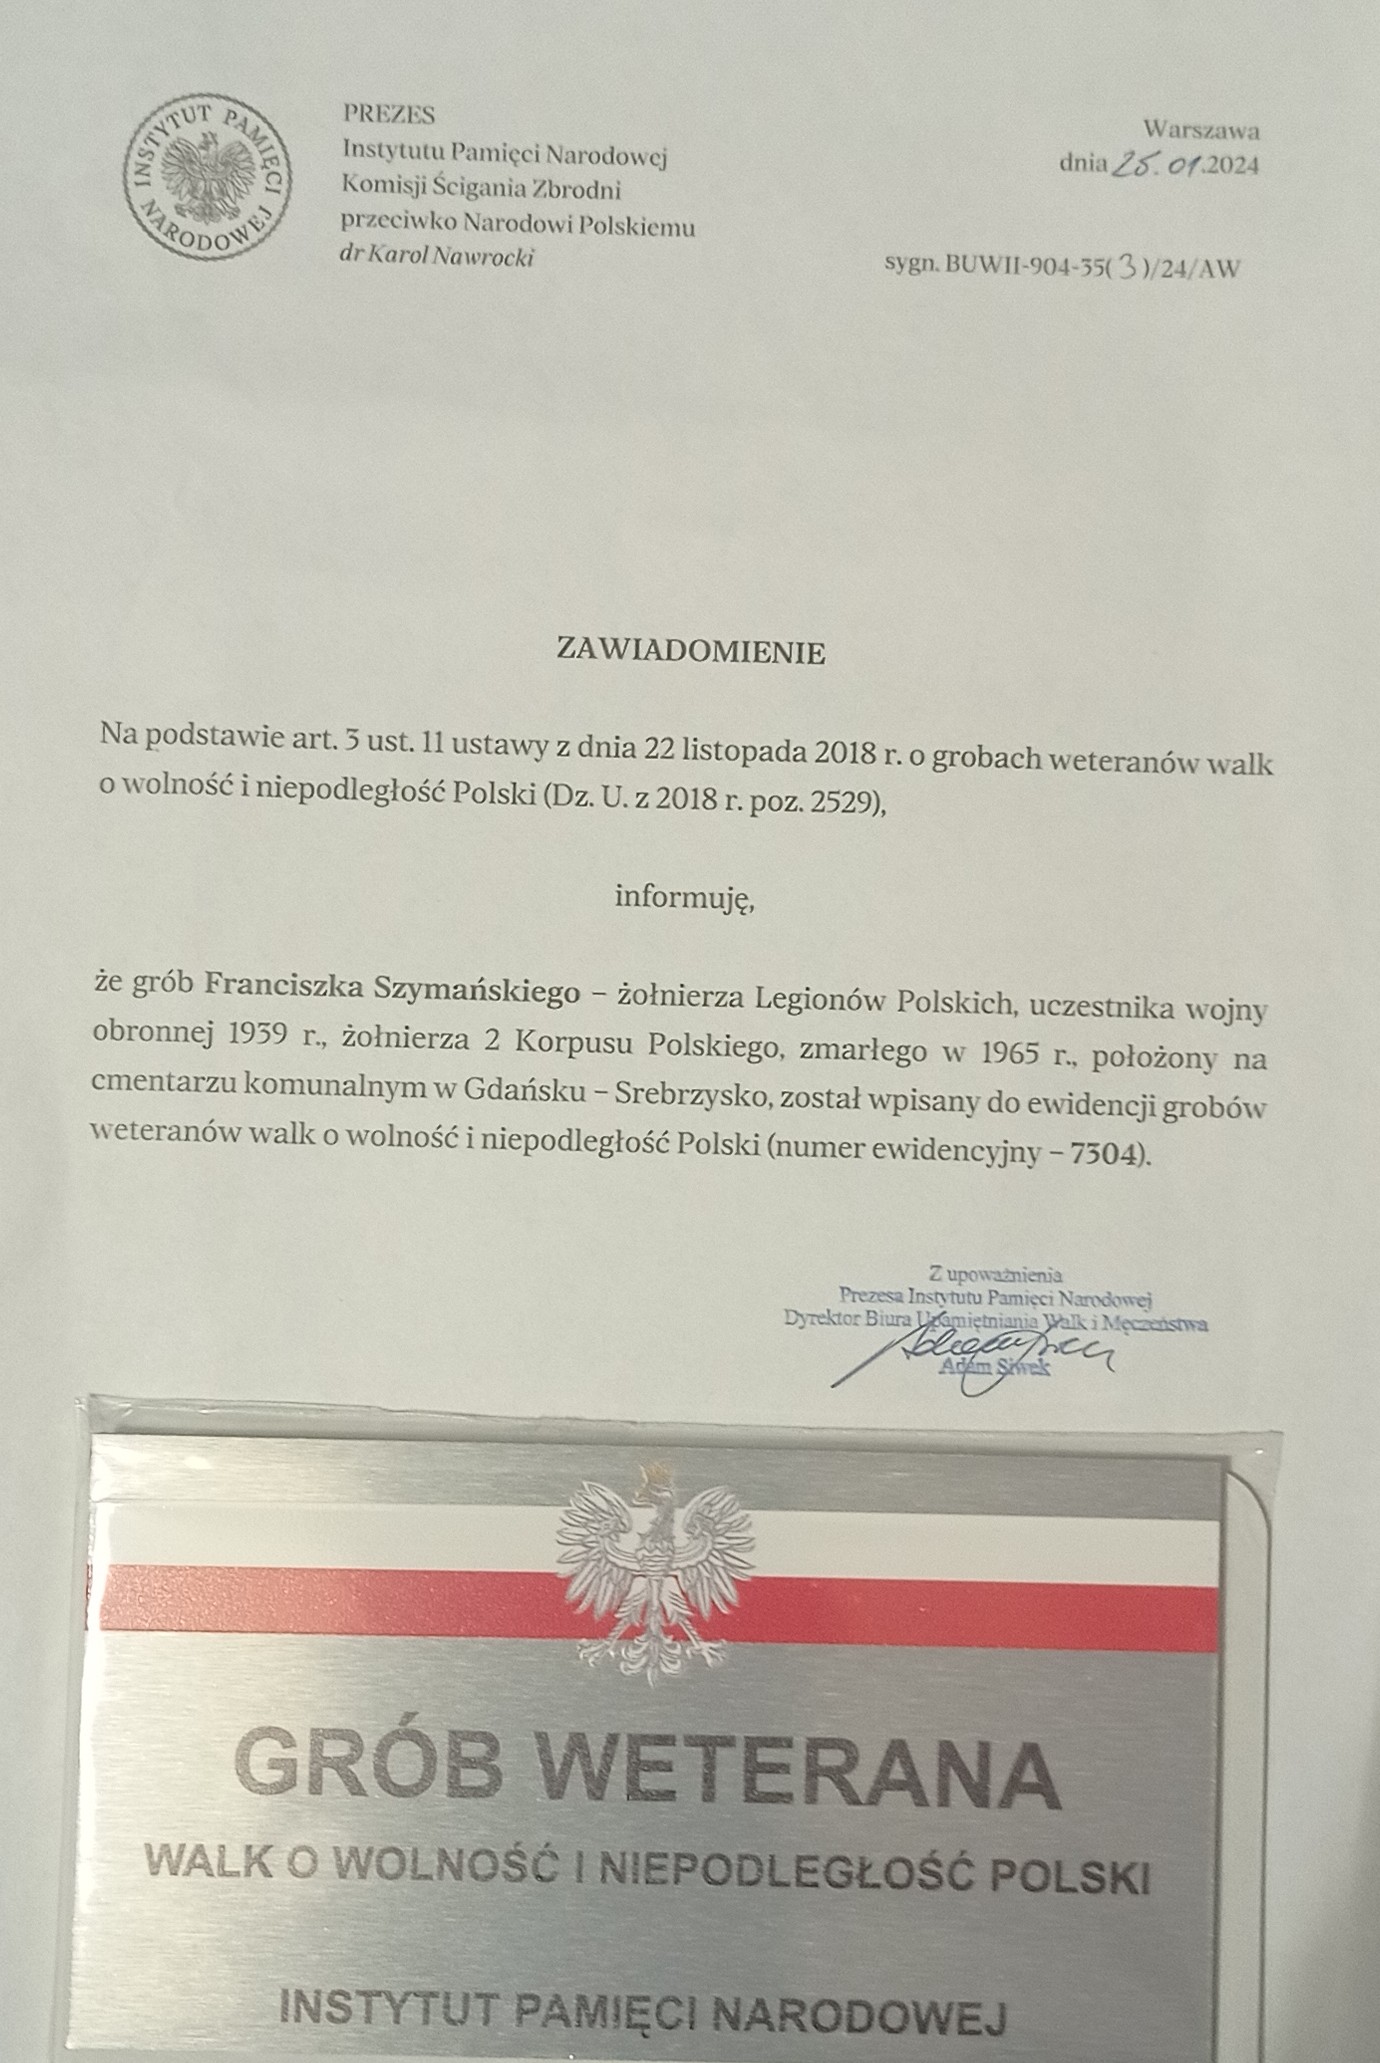 INSTYTUT PAMIĘCI NARODOWEJ
PREZES
Instytutu Pamięci Narodowej
Komisji Ścigania Zbrodni
przeciwko Narodowi Polskiemu
dr Karol Nawrocki
Warszawa
dnia 25.01.2024
sygn. BUWII-904-35(3)/24/AW
ZAWIADOMIENIE
Na podstawie art. 3 ust. 11 ustawy z dnia 22 listopada 2018 r. o grobach weteranów walk
o wolność i niepodległość Polski (Dz. U. z 2018 r. poz. 2529),
informuję,
że grób Franciszka Szymańskiego – żołnierza Legionów Polskich, uczestnika wojny
obronnej 1939 r., żołnierza 2 Korpusu Polskiego, zmarłego w 1965 r., położony na
cmentarzu komunalnym w Gdańsku – Srebrzysko, został wpisany do ewidencji grobów
weteranów walk o wolność i niepodległość Polski (numer ewidencyjny – 7304).
Z upoważnienia
Prezesa Instytutu Pamięci Narodowej
Dyrektor Biura Upamiętniania Walk i Męczeństwa
Adam Siwek
GRÓB WETERANA
WALK O WOLNOŚĆ I NIEPODLEGŁOŚĆ POLSKI
INSTYTUT PAMIĘCI NARODOWEJ